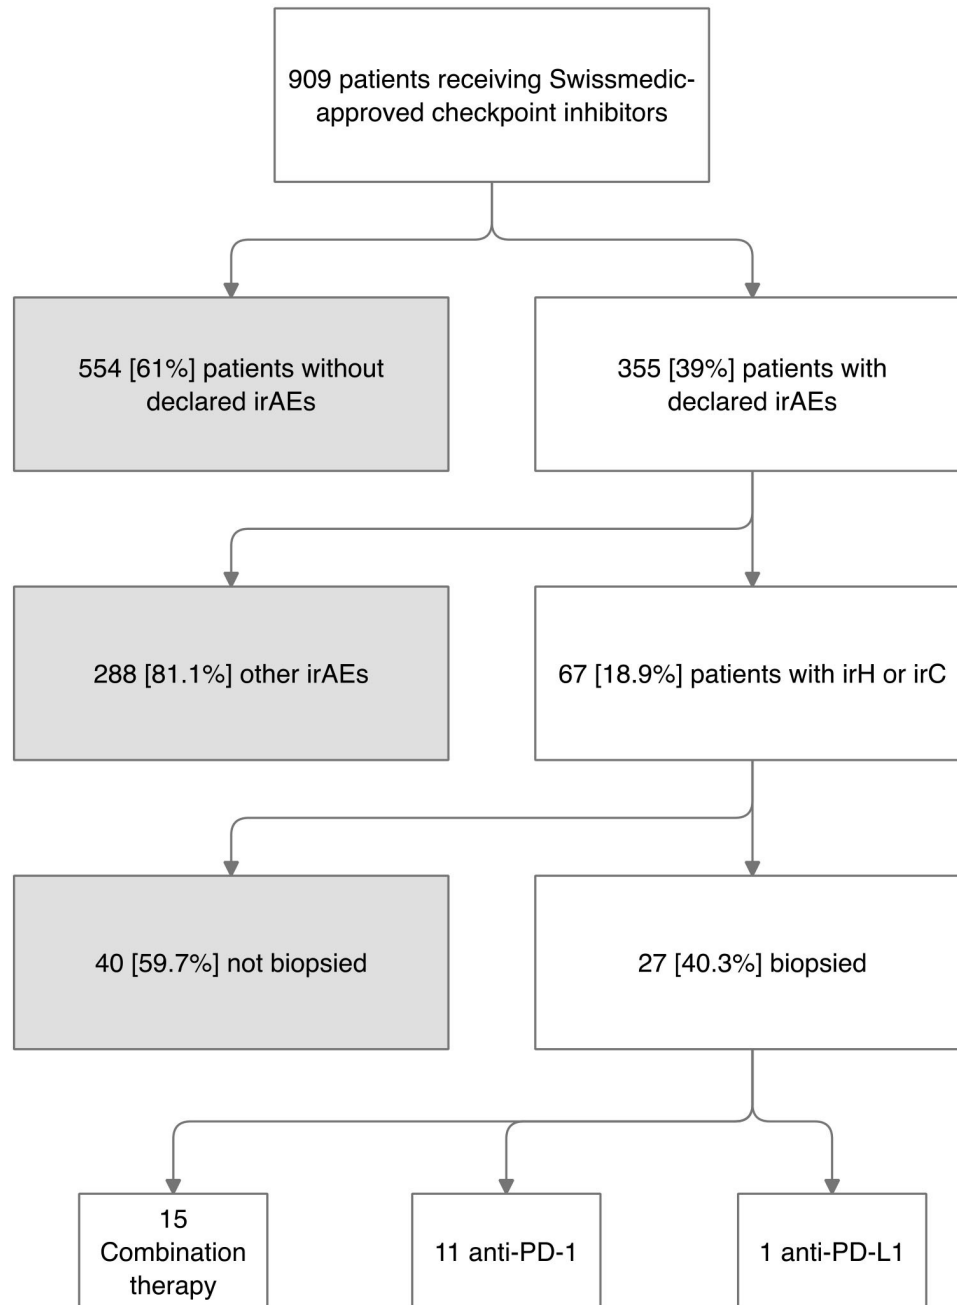 909 patients receiving Swissmedic-
approved checkpoint inhibitors
554 [61%] patients without
declared irAEs
355 [39%] patients with
declared irAEs
288 [81.1%] other irAEs
67 [18.9%] patients with irH or irC
40 [59.7%] not biopsied
27 [40.3%] biopsied
15
Combination
therapy
11 anti-PD-1
1 anti-PD-L1